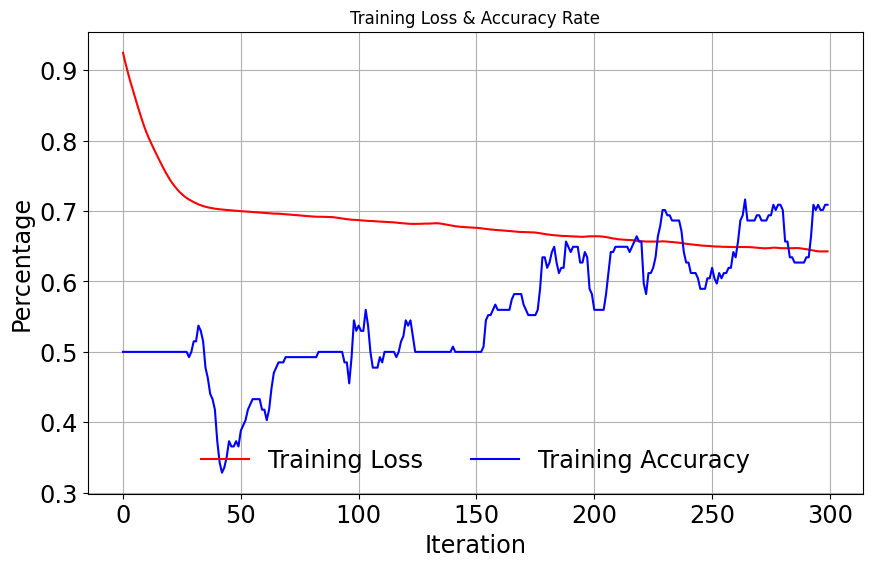 Training Loss & Accuracy Rate
Percentage
0.9
0.8
0.7
0.6
0.5
0.4
0.3
Training Loss
Training Accuracy
0 50 100 150 200 250 300
Iteration